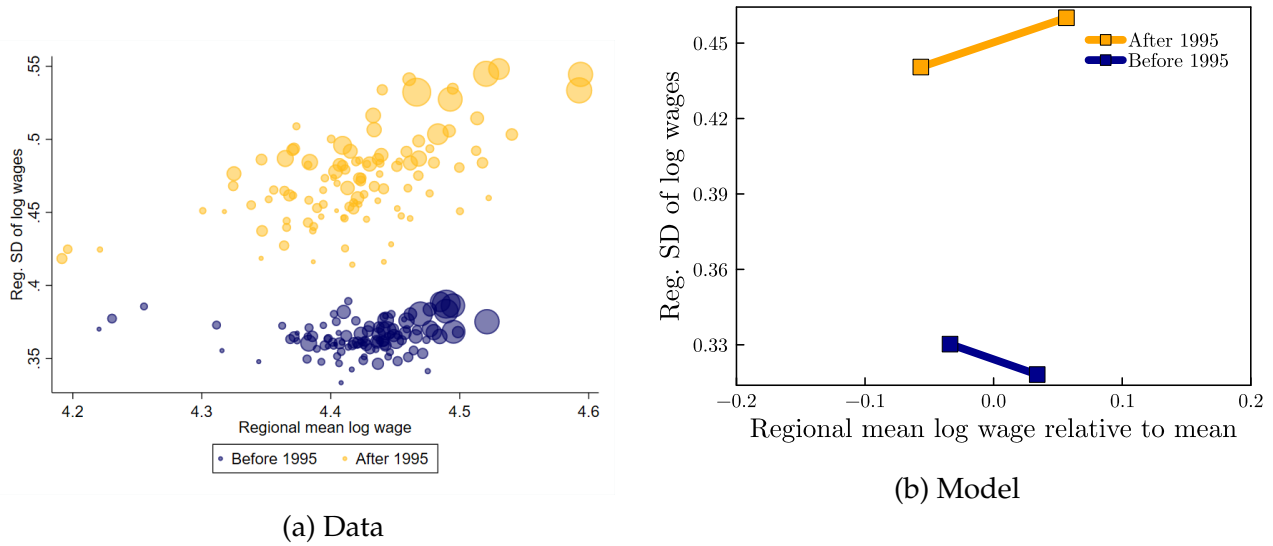 Reg. SD of log wages
.55
.5
.45
.4
.35
4.2 4.3 4.4 4.5 4.6
Regional mean log wage
Before 1995 After 1995
(a) Data
Reg. SD of log wages
0.45
0.42
0.39
0.36
0.33
After 1995
Before 1995
−0.2 −0.1 0.0 0.1 0.2
Regional mean log wage relative to mean
(b) Model